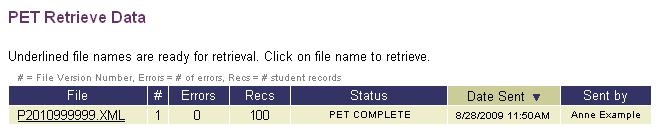 PET Retrieve Data
Underlined file names are ready for retrieval. Click on file name to retrieve.
# = File Version Number, Errors = # of errors, Recs = # student records
File # Errors Recs Status Date Sent ▼ Sent by
P2010999999.XML 1 0 100 PET COMPLETE 8/28/2009 11:50AM Anne Example